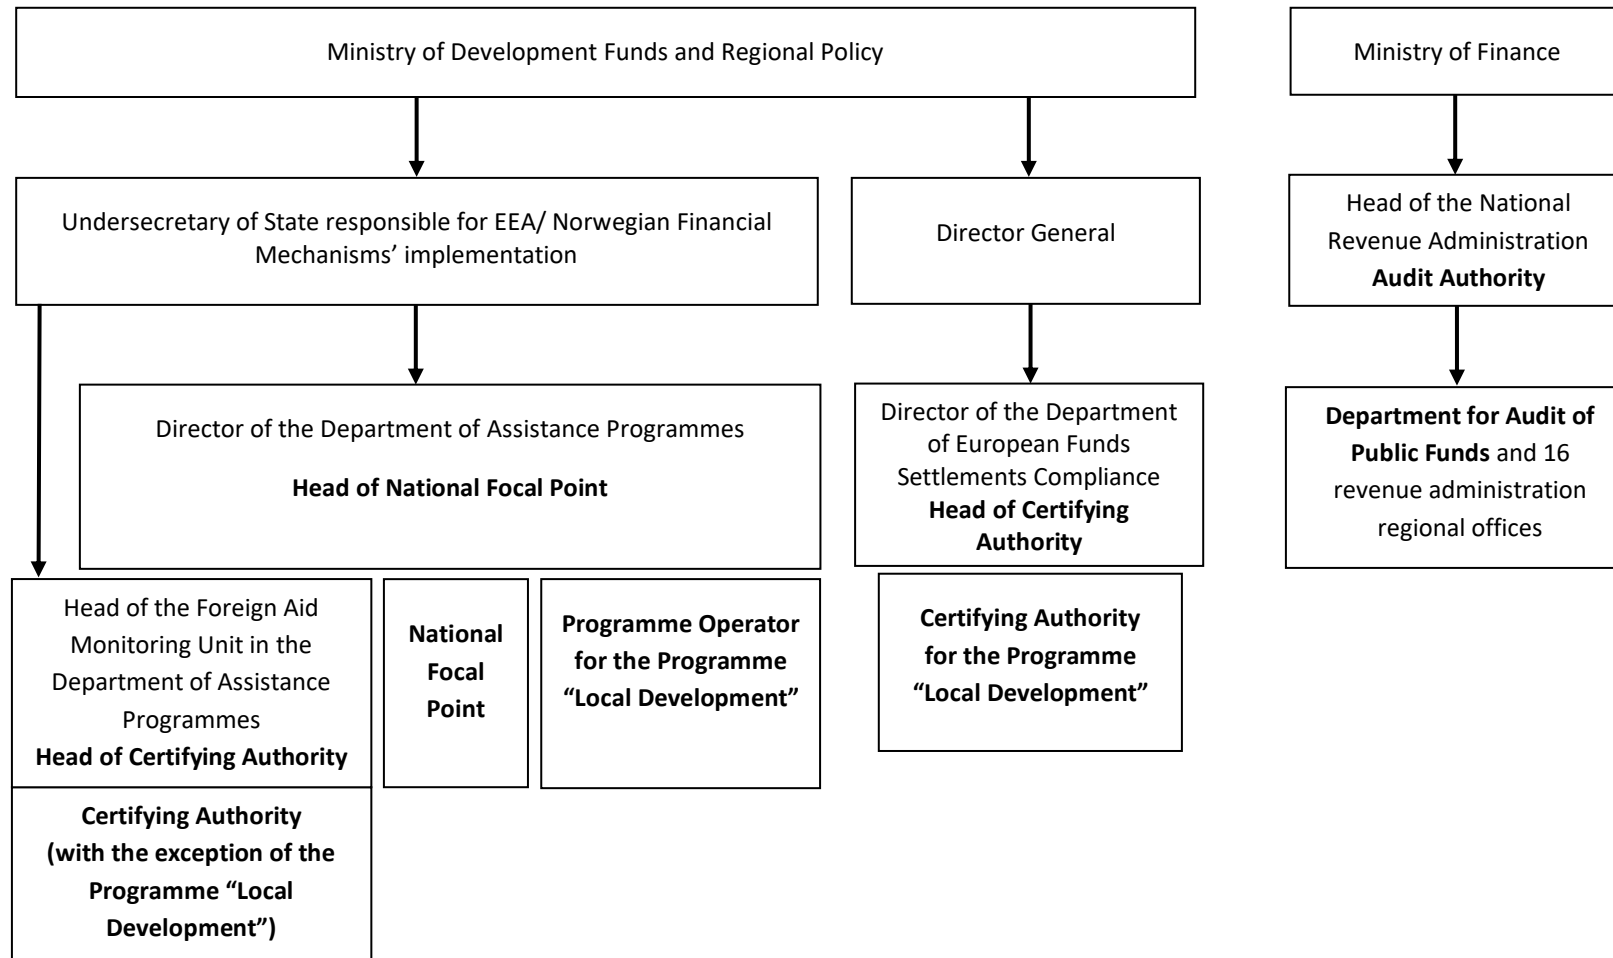 Ministry of Development Funds and Regional Policy
Ministry of Finance
Undersecretary of State responsible for EEA/ Norwegian Financial
Mechanisms’ implementation
Director General
Head of the National
Revenue Administration
Audit Authority
Director of the Department of Assistance Programmes
Head of National Focal Point
Director of the Department
of European Funds
Settlements Compliance
Head of Certifying
Authority
Department for Audit of
Public Funds and 16
revenue administration
regional offices
Head of the Foreign Aid
Monitoring Unit in the
Department of Assistance
Programmes
Head of Certifying Authority
National
Focal
Point
Programme Operator
for the Programme
“Local Development”
Certifying Authority
for the Programme
“Local Development”
Certifying Authority
(with the exception of the
Programme “Local
Development”)